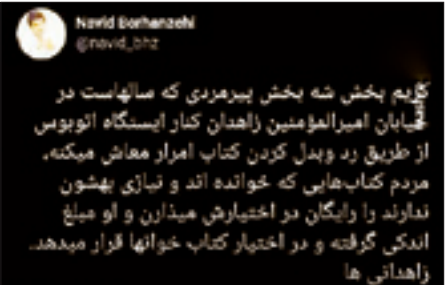 Navid Borhanzehi
@navid_bhz
کریم بخش شه بخش پیرمردی که سالهاست در
خیابان امیرالمؤمنین زاهدان کنار ایستگاه اتوبوس
از طریق رد وبدل کردن کتاب امرار معاش میکنه.
مردم کتاب‌هایی که خوانده اند و نیازی بهشون
ندارند را رایگان در اختیارش میذارن و او مبلغ
اندکی گرفته و در اختیار کتاب خوانها قرار میدهد.
زاهدانی ها